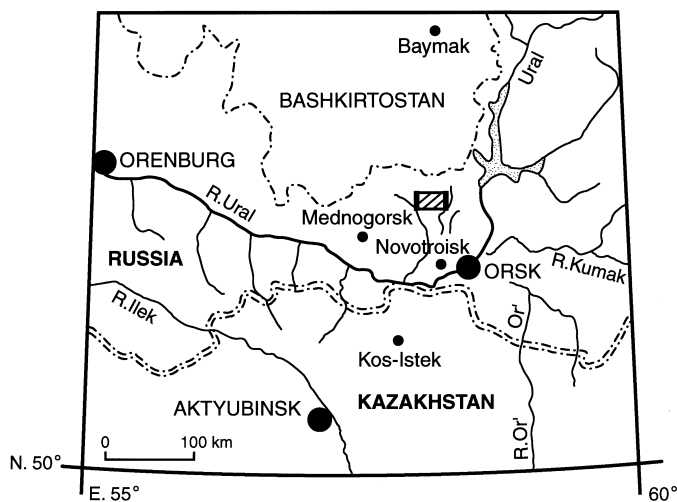 Baymak
Ural
BASHKIRTOSTAN
ORENBURG
R.Ural
Mednogorsk
Novotroisk
RUSSIA
ORSK
R.Kumak
R.Ilek
Or'
Kos-Istek
AKTYUBINSK
KAZAKHSTAN
R.Or'
0 100 km
N. 50°
E. 55°
60°